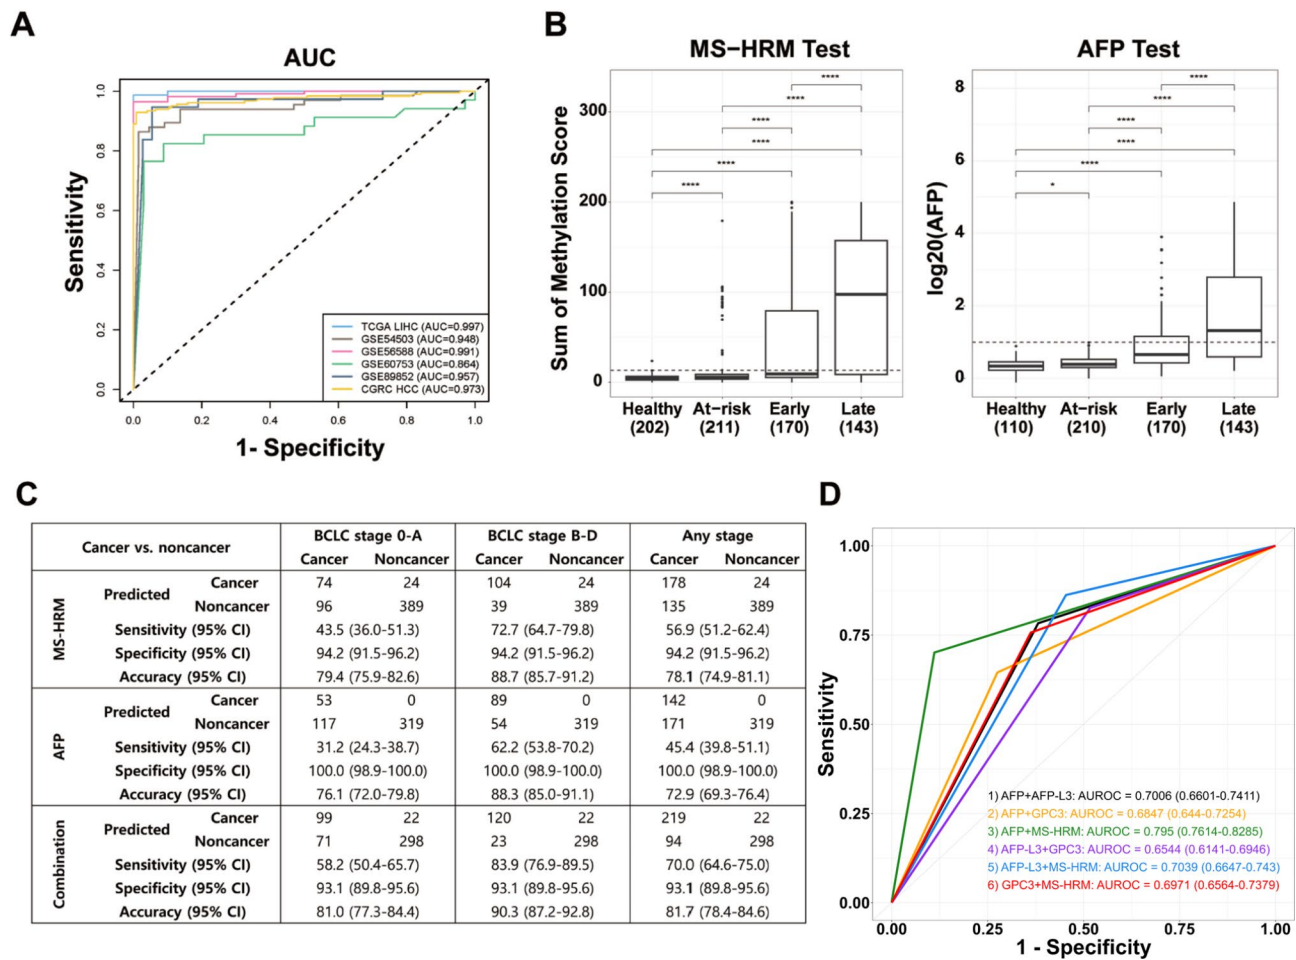 A
AUC
Sensitivity
1.0
0.8
0.6
0.4
0.2
0.0
TCGA LIHC (AUC=0.997)
GSE54503 (AUC=0.948)
GSE56588 (AUC=0.991)
GSE60753 (AUC=0.864)
GSE89852 (AUC=0.957)
CGRC HCC (AUC=0.973)
0.0 0.2 0.4 0.6 0.8 1.0
1- Specificity
B
MS-HRM Test
Sum of Methylation Score
300
200
100
0
****
****
****
****
****
****
Healthy (202)
At-risk (211)
Early (170)
Late (143)
AFP Test
log20(AFP)
8
6
4
2
0
****
****
****
****
****
*
Healthy (110)
At-risk (210)
Early (170)
Late (143)
C
Cancer vs. noncancer BCLC stage 0-A BCLC stage B-D Any stage
Cancer Noncancer Cancer Noncancer Cancer Noncancer
MS-HRM
Predicted
Cancer 74 24 104 24 178 24
Noncancer 96 389 39 389 135 389
Sensitivity (95% CI) 43.5 (36.0-51.3) 72.7 (64.7-79.8) 56.9 (51.2-62.4)
Specificity (95% CI) 94.2 (91.5-96.2) 94.2 (91.5-96.2) 94.2 (91.5-96.2)
Accuracy (95% CI) 79.4 (75.9-82.6) 88.7 (85.7-91.2) 78.1 (74.9-81.1)
AFP
Predicted
Cancer 53 0 89 0 142 0
Noncancer 117 319 54 319 171 319
Sensitivity (95% CI) 31.2 (24.3-38.7) 62.2 (53.8-70.2) 45.4 (39.8-51.1)
Specificity (95% CI) 100.0 (98.9-100.0) 100.0 (98.9-100.0) 100.0 (98.9-100.0)
Accuracy (95% CI) 76.1 (72.0-79.8) 88.3 (85.0-91.1) 72.9 (69.3-76.4)
Combination
Predicted
Cancer 99 22 120 22 219 22
Noncancer 71 298 23 298 94 298
Sensitivity (95% CI) 58.2 (50.4-65.7) 83.9 (76.9-89.5) 70.0 (64.6-75.0)
Specificity (95% CI) 93.1 (89.8-95.6) 93.1 (89.8-95.6) 93.1 (89.8-95.6)
Accuracy (95% CI) 81.0 (77.3-84.4) 90.3 (87.2-92.8) 81.7 (78.4-84.6)
D
Sensitivity
1.00
0.75
0.50
0.25
0.00
1) AFP+AFP-L3: AUROC = 0.7006 (0.6601-0.7411)
2) AFP+GPC3: AUROC = 0.6847 (0.644-0.7254)
3) AFP+MS-HRM: AUROC = 0.795 (0.7614-0.8285)
4) AFP-L3+GPC3: AUROC = 0.6544 (0.6141-0.6946)
5) AFP-L3+MS-HRM: AUROC = 0.7039 (0.6647-0.743)
6) GPC3+MS-HRM: AUROC = 0.6971 (0.6564-0.7379)
0.00 0.25 0.50 0.75 1.00
1 - Specificity